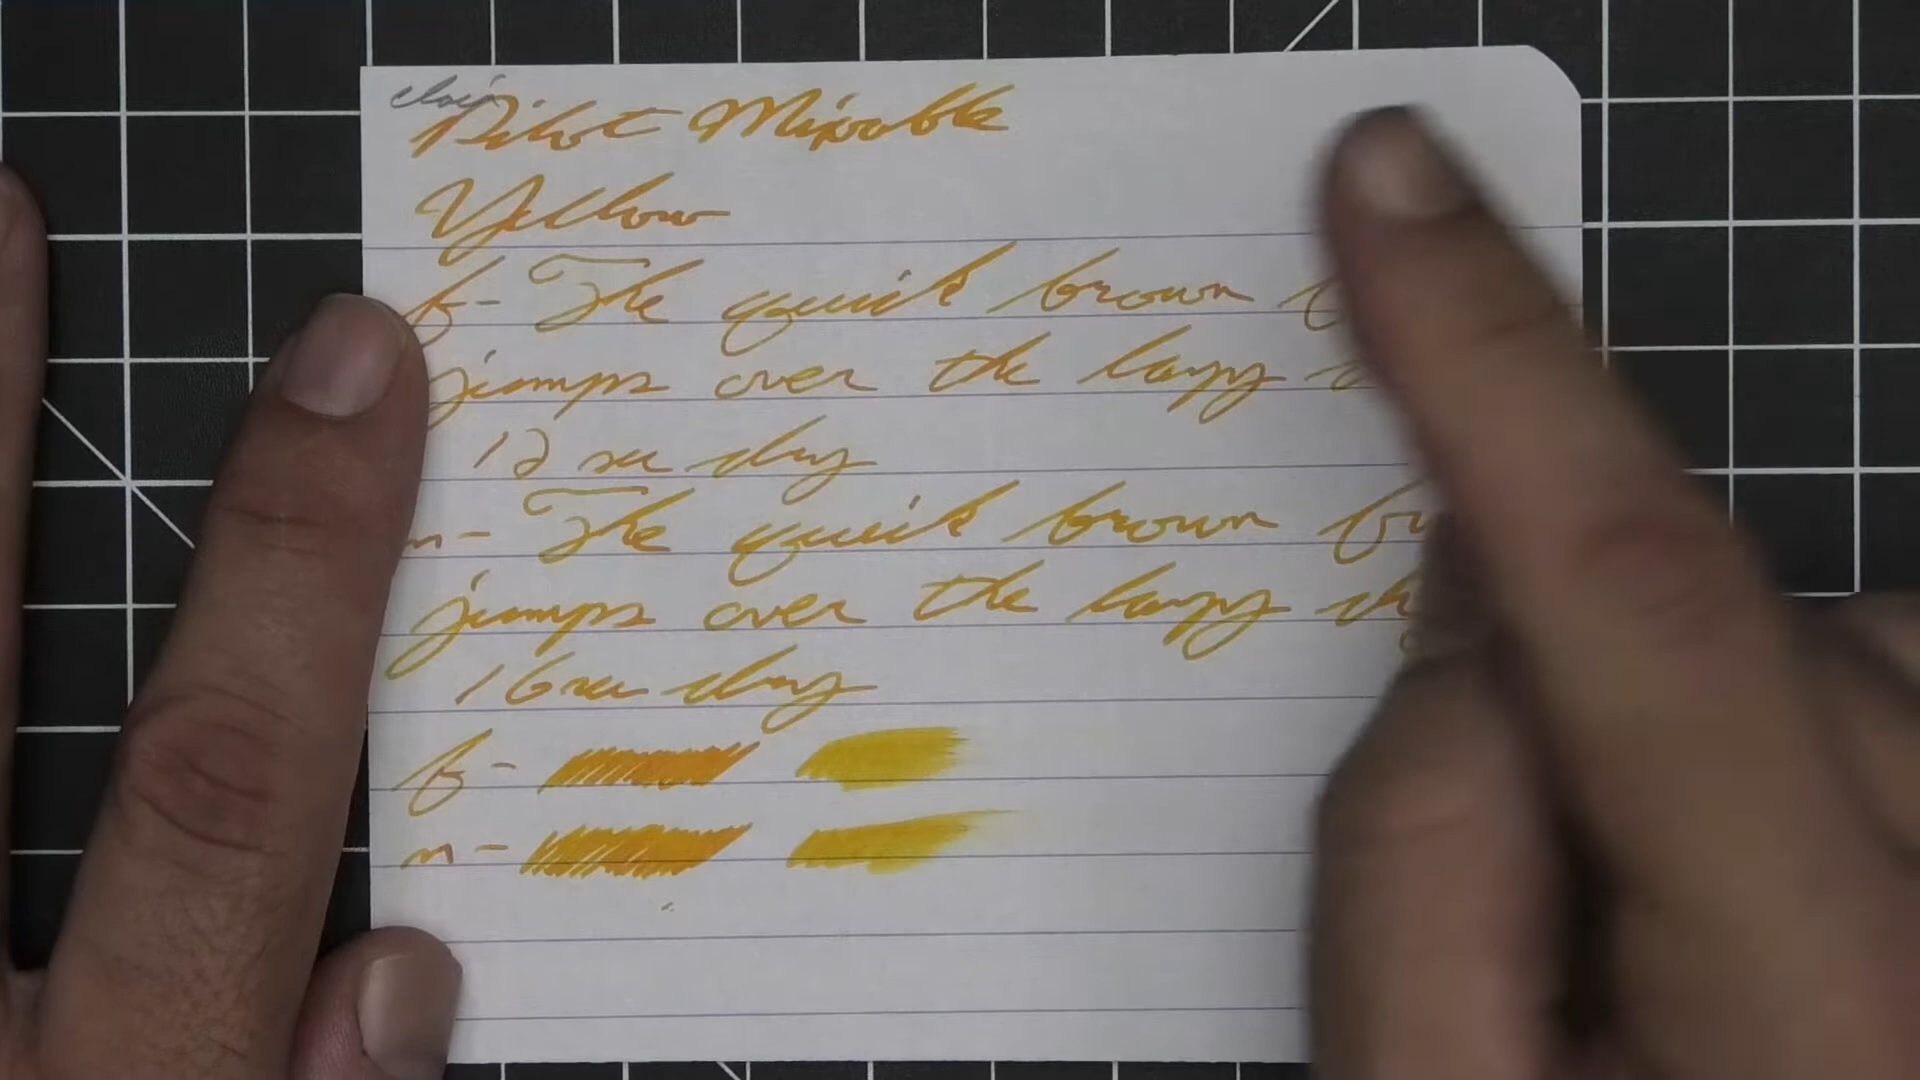 Pilot Mixable
Yellow
f- The quick brown
jumps over the lazy
12 sec dry
m- The quick brown
jumps over the lazy
16 sec dry
f-
m-